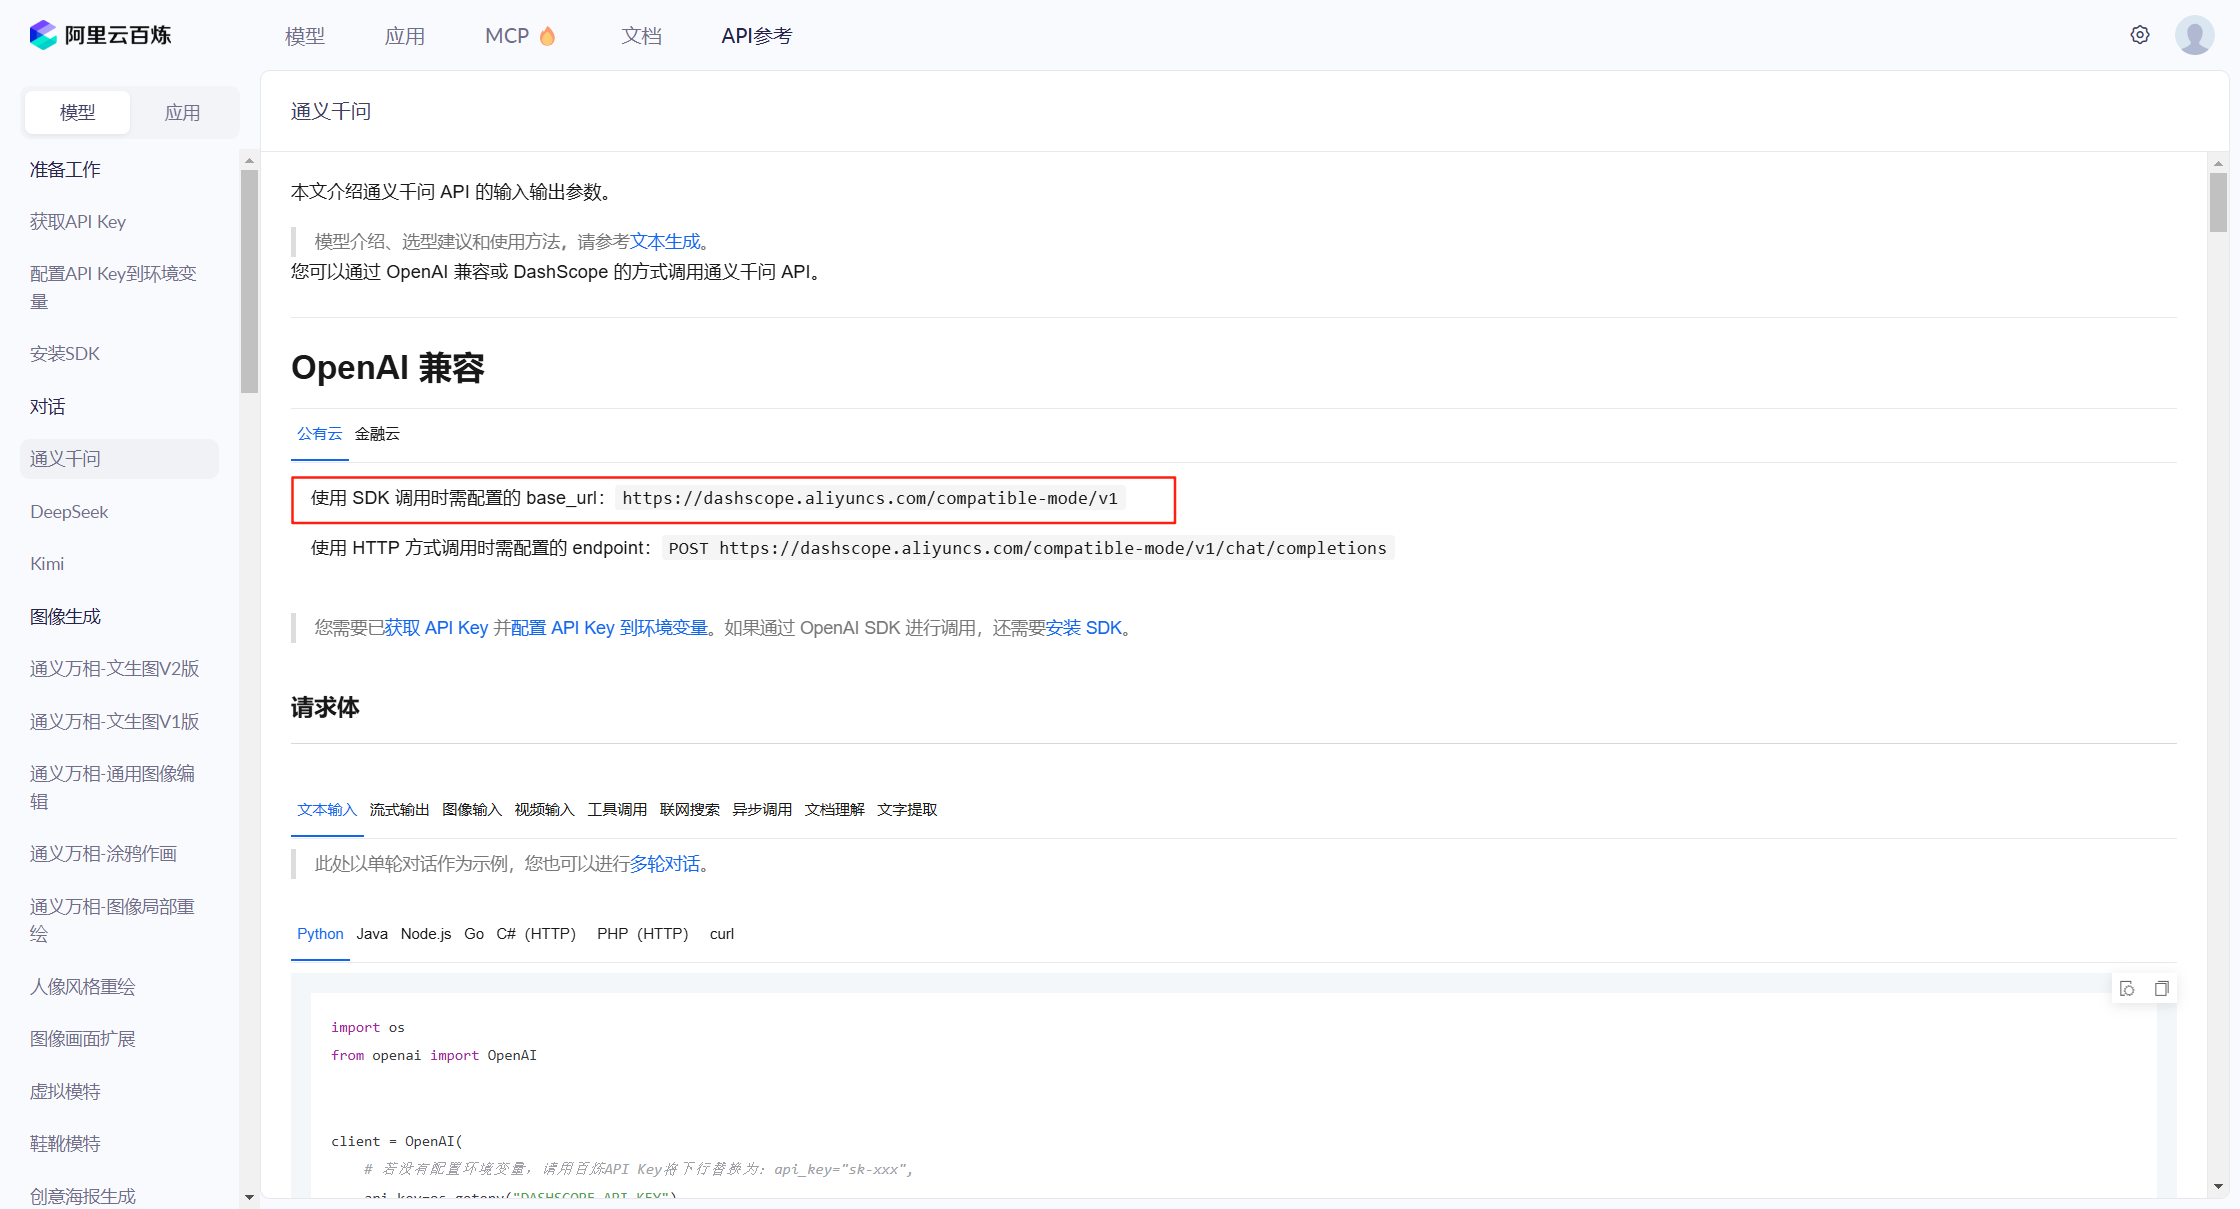 阿里云百炼
模型
应用
MCP
文档
API参考
模型
应用
准备工作
获取API Key
配置API Key到环境变
量
安装SDK
对话
通义千问
DeepSeek
Kimi
图像生成
通义万相-文生图V2版
通义万相-文生图V1版
通义万相-通用图像编
辑
通义万相-涂鸦作画
通义万相-图像局部重
绘
人像风格重绘
图像画面扩展
虚拟模特
鞋靴模特
创意海报生成
通义千问
本文介绍通义千问 API 的输入输出参数。
模型介绍、选型建议和使用方法，请参考文本生成。
您可以通过 OpenAI 兼容或 DashScope 的方式调用通义千问 API。
OpenAI 兼容
公有云 金融云
使用 SDK 调用时需配置的 base_url： https://dashscope.aliyuncs.com/compatible-mode/v1
使用 HTTP 方式调用时需配置的 endpoint： POST https://dashscope.aliyuncs.com/compatible-mode/v1/chat/completions
您需要已获取 API Key 并配置 API Key 到环境变量。如果通过 OpenAI SDK 进行调用，还需要安装 SDK。
请求体
文本输入 流式输出 图像输入 视频输入 工具调用 联网搜索 异步调用 文档理解 文字提取
此处以单轮对话作为示例，您也可以进行多轮对话。
Python Java Node.js Go C#（HTTP） PHP（HTTP） curl
import os
from openai import OpenAI
client = OpenAI(
# 若没有配置环境变量，请用百炼API Key将下行替换为：api_key="sk-xxx",
api_key=os.getenv("DASHSCOPE_API_KEY"),